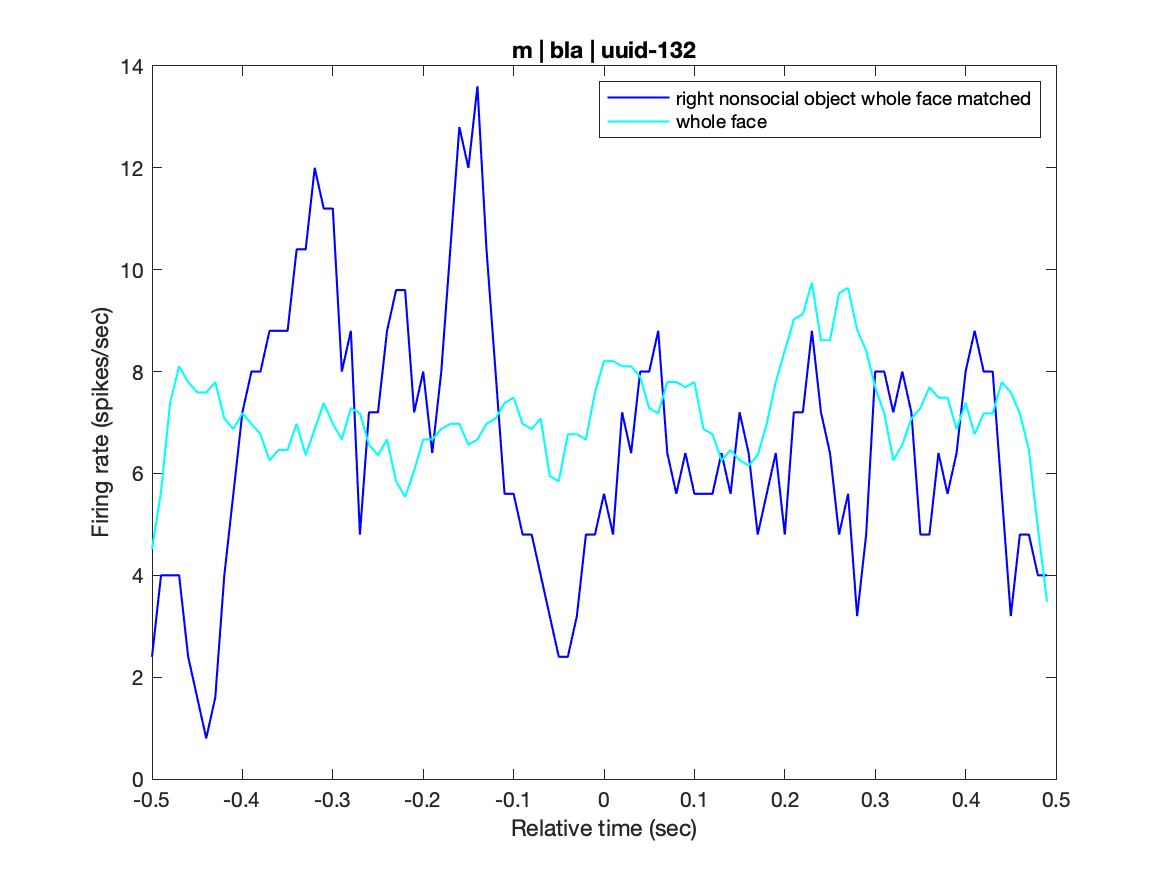 m | bla | uuid-132
14
12
10
8
6
4
2
0
Firing rate (spikes/sec)
right nonsocial object whole face matched
whole face
-0.5 -0.4 -0.3 -0.2 -0.1 0 0.1 0.2 0.3 0.4 0.5
Relative time (sec)